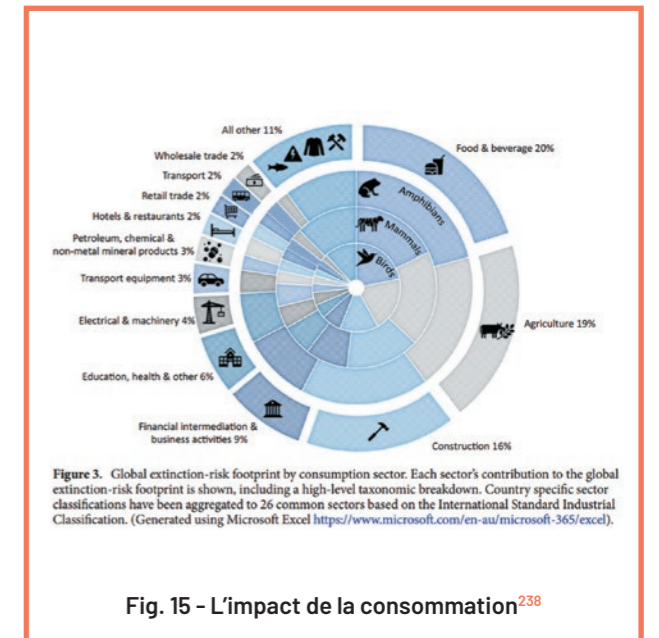 All other 11%
Wholesale trade 2%
Transport 2%
Retail trade 2%
Hotels & restaurants 2%
Petroleum, chemical &
non-metal mineral products 3%
Transport equipment 3%
Electrical & machinery 4%
Education, health & other 6%
Financial intermediation &
business activities 9%
Food & beverage 20%
Agriculture 19%
Construction 16%
Amphibians
Mammals
Birds
Figure 3. Global extinction-risk footprint by consumption sector. Each sector's contribution to the global
extinction-risk footprint is shown, including a high-level taxonomic breakdown. Country specific sector
classifications have been aggregated to 26 common sectors based on the International Standard Industrial
Classification. (Generated using Microsoft Excel https://www.microsoft.com/en-au/microsoft-365/excel).
Fig. 15 - L'impact de la consommation238